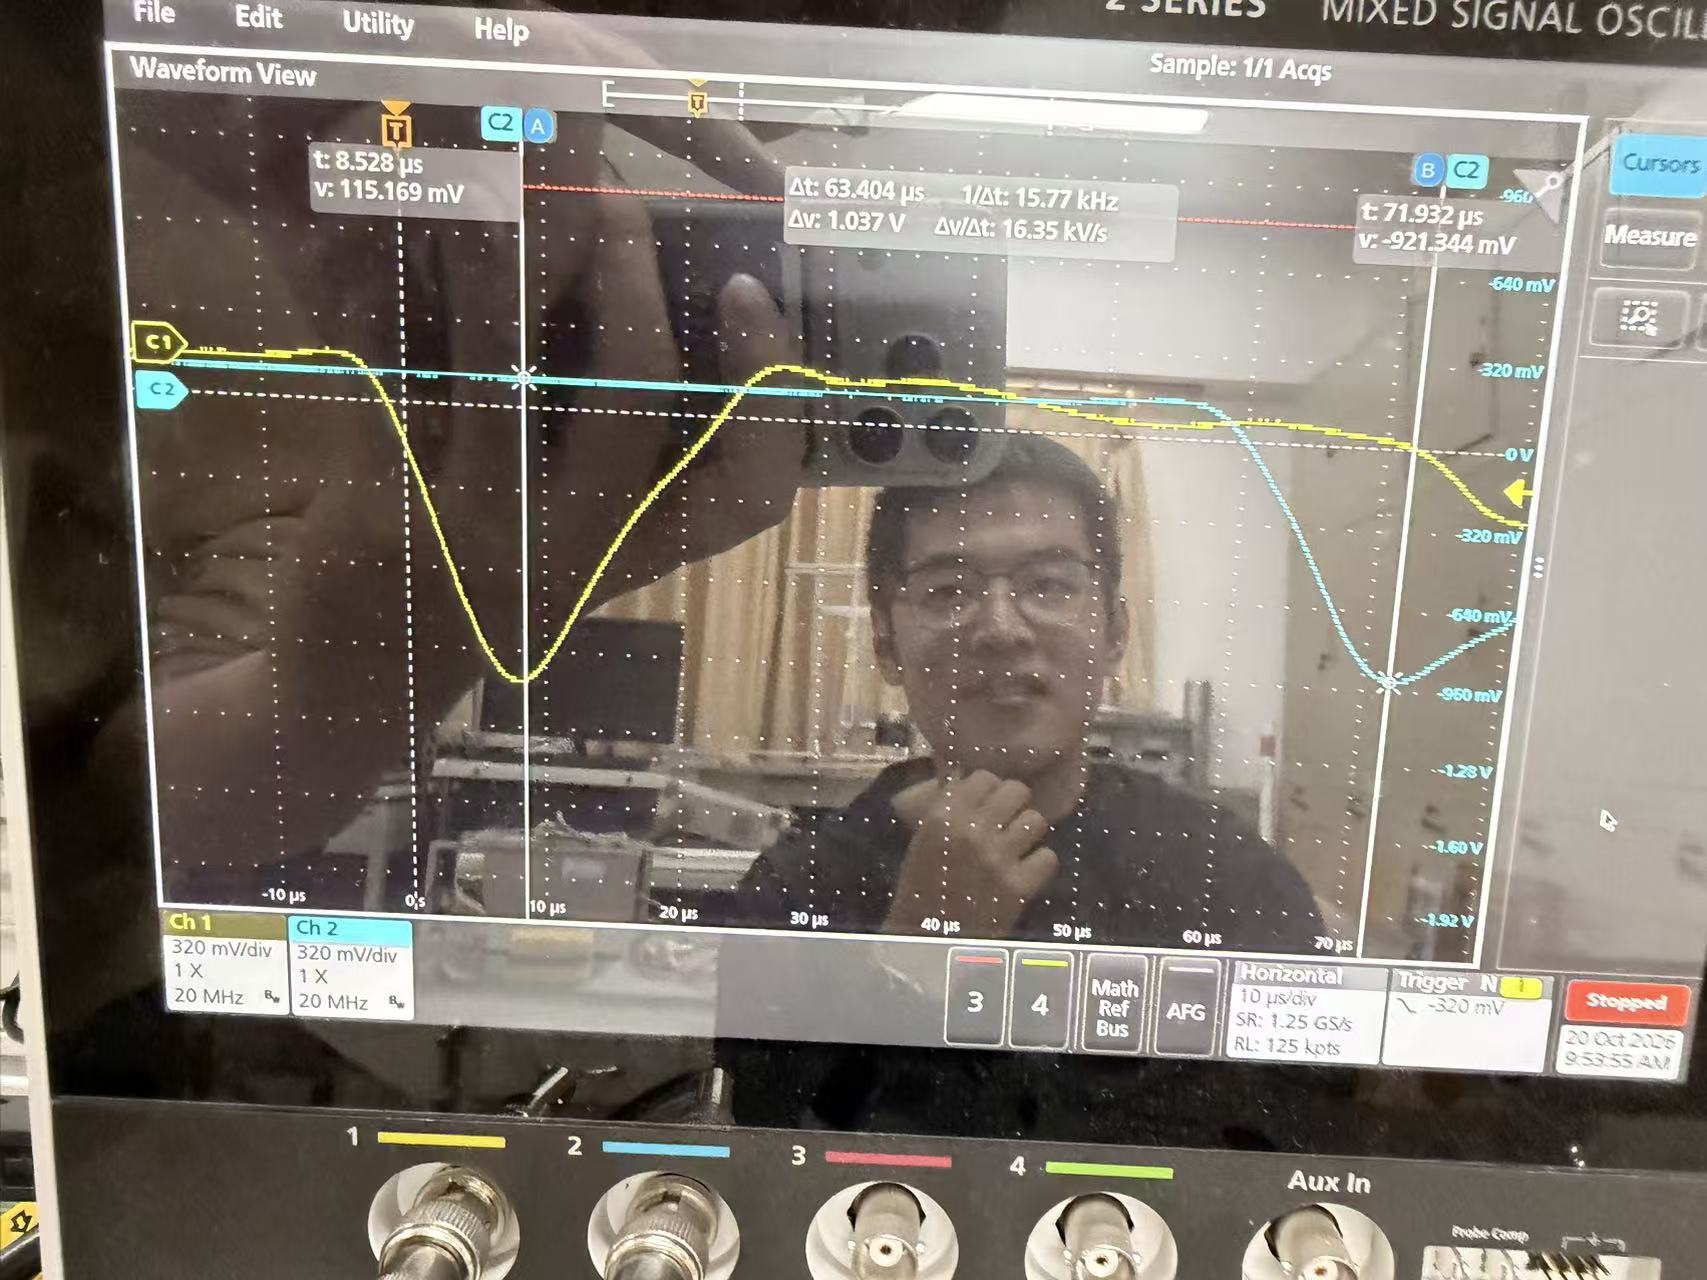 2 SERIES MIXED SIGNAL
File Edit Utility Help
Waveform View
Sample: 1/1 Acqs
T
T
C2 A
B C2
Cursors
t: 8.528 µs
v: 115.169 mV
Δt: 63.404 µs 1/Δt: 15.77 kHz
Δv: 1.037 V Δv/Δt: 16.35 kV/s
t: 71.932 µs
v: -921.344 mV
-960
Measure
-640 mV
C1
-320 mV
C2
0 V
-320 mV
-640 mV
-960 mV
-1.28 V
-1.60 V
-1.92 V
-10 µs 0 s 10 µs 20 µs 30 µs 40 µs 50 µs 60 µs 70 µs
Ch 1
320 mV/div
1 X
20 MHz Bw
Ch 2
320 mV/div
1 X
20 MHz Bw
3
4
Math
Ref
Bus
AFG
Horizontal
10 µs/div
SR: 1.25 GS/s
RL: 125 kpts
Trigger N 1
-320 mV
Stopped
20 Oct 2026
9:53:55 AM
1 2 3 4 Aux In
Probe Comp